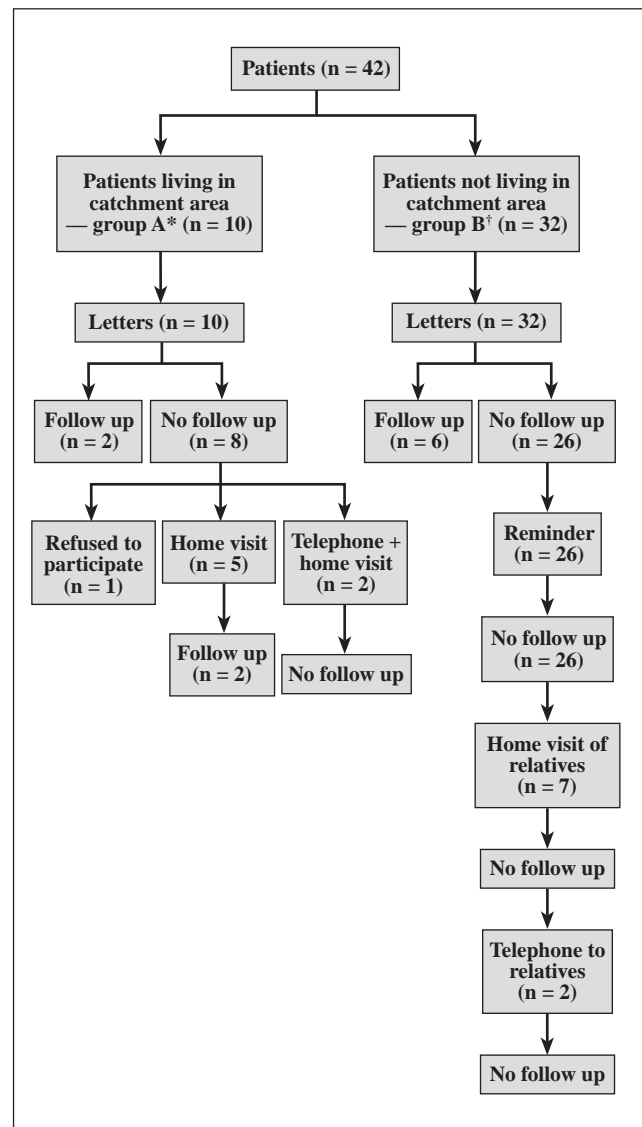 Patients (n = 42)
Patients living in
catchment area
— group A* (n = 10)
Patients not living in
catchment area
— group B† (n = 32)
Letters (n = 10)
Letters (n = 32)
Follow up
(n = 2)
No follow up
(n = 8)
Follow up
(n = 6)
No follow up
(n = 26)
Refused to
participate
(n = 1)
Home visit
(n = 5)
Telephone +
home visit
(n = 2)
Reminder
(n = 26)
Follow up
(n = 2)
No follow up
No follow up
(n = 26)
Home visit of
relatives
(n = 7)
No follow up
Telephone to
relatives
(n = 2)
No follow up